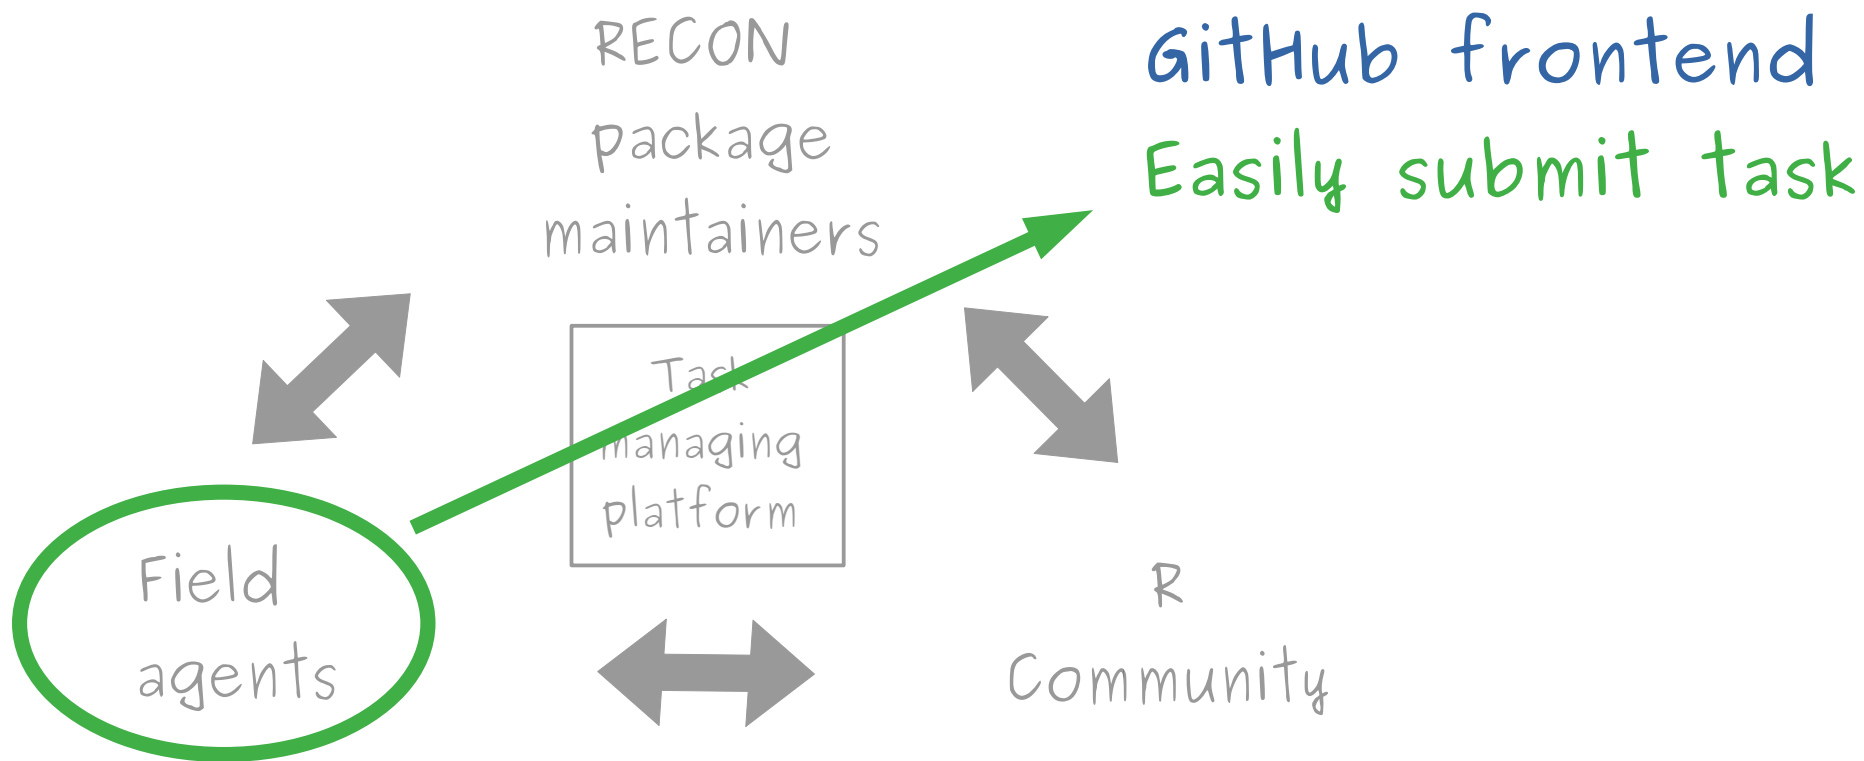 RECON
package
maintainers
GitHub frontend
Easily submit task
Task
managing
platform
Field
agents
R
Community